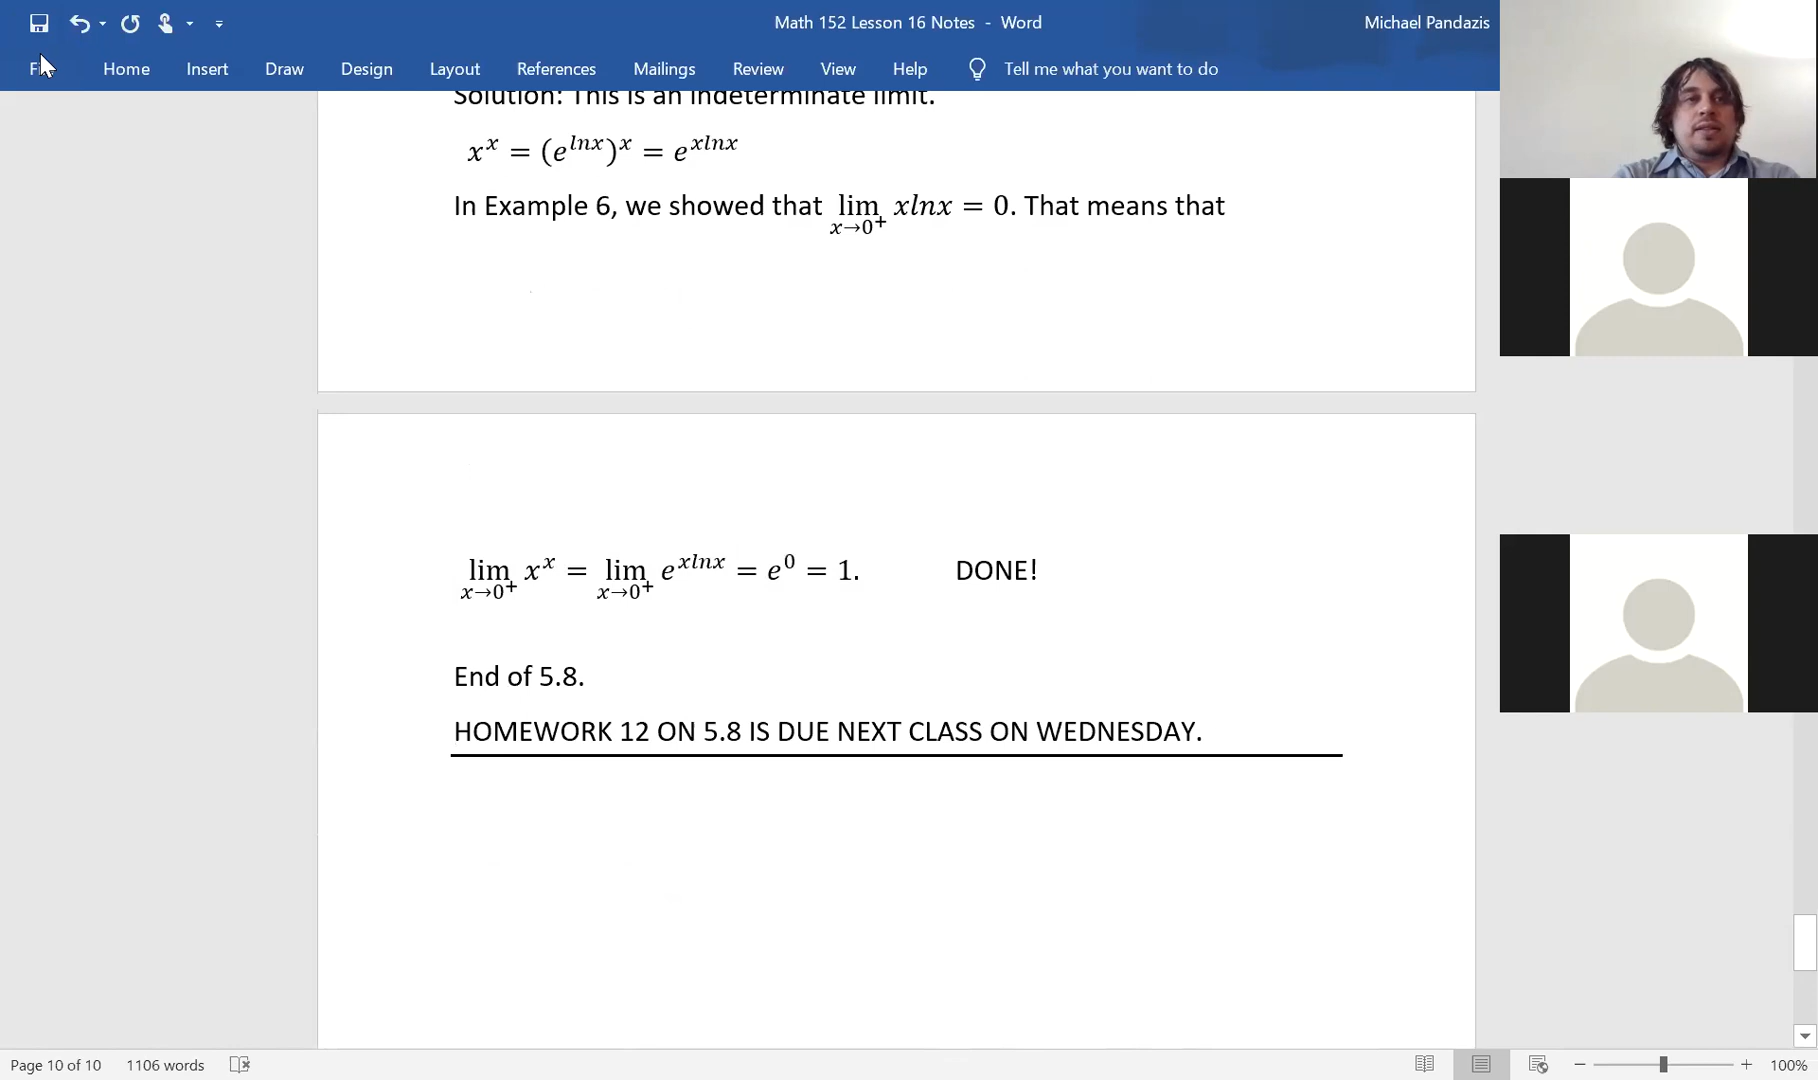 Math 152 Lesson 16 Notes - Word
Michael Pandazis
Home Insert Draw Design Layout References Mailings Review View Help Tell me what you want to do
Solution: This is an indeterminate limit.
x^x = (e^{lnx})^x = e^{xlnx}
In Example 6, we showed that lim_{x→0⁺} xlnx = 0. That means that
lim_{x→0⁺} x^x = lim_{x→0⁺} e^{xlnx} = e^0 = 1. DONE!
End of 5.8.
HOMEWORK 12 ON 5.8 IS DUE NEXT CLASS ON WEDNESDAY.
Page 10 of 10 1106 words 100%